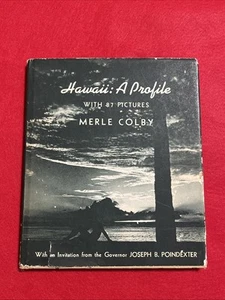 Hawaii: A Profile
WITH 87 PICTURES
MERLE COLBY
With an Invitation from the Governor JOSEPH B. POINDEXTER